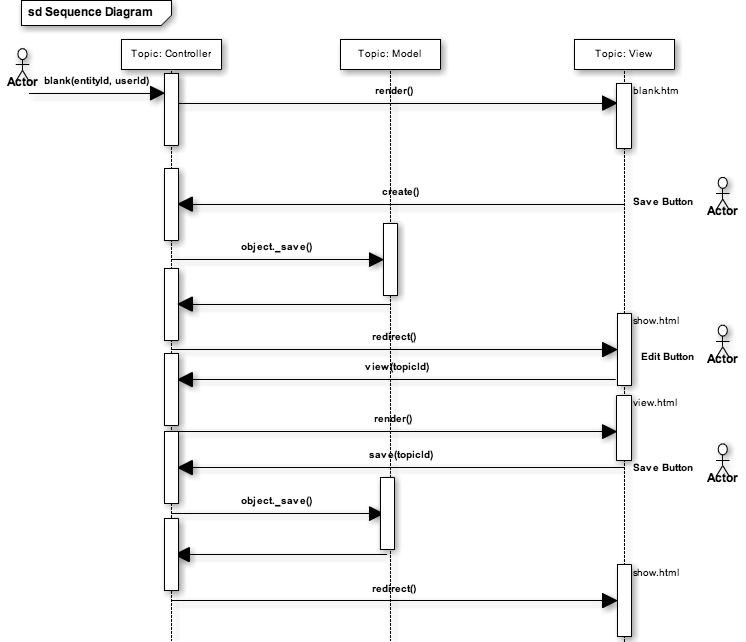 sd Sequence Diagram
Topic: Controller
Topic: Model
Topic: View
Actor
blank(entityId, userId)
render()
blank.htm
create()
Save Button
Actor
object._save()
show.html
redirect()
Edit Button
Actor
view(topicId)
view.html
render()
save(topicId)
Save Button
Actor
object._save()
show.html
redirect()